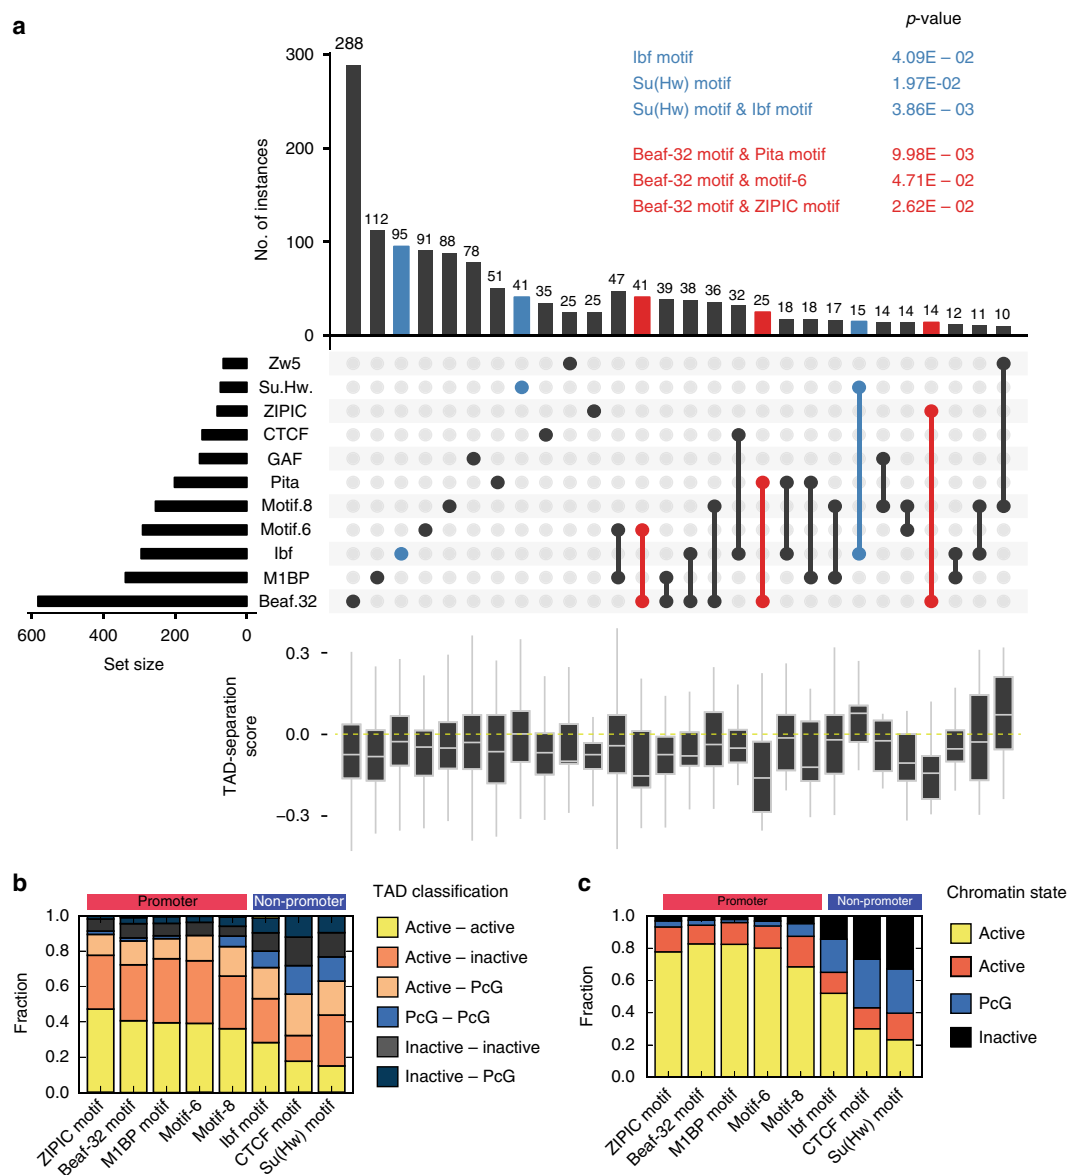 a
p-value
Ibf motif 4.09E – 02
Su(Hw) motif 1.97E-02
Su(Hw) motif & Ibf motif 3.86E – 03
Beaf-32 motif & Pita motif 9.98E – 03
Beaf-32 motif & motif-6 4.71E – 02
Beaf-32 motif & ZIPIC motif 2.62E – 02
No. of instances
300
200
100
0
288 112 95 91 88 78 51 41 35 25 25 47 41 39 38 36 32 25 18 18 17 15 14 14 14 12 11 10
Zw5
Su.Hw.
ZIPIC
CTCF
GAF
Pita
Motif.8
Motif.6
Ibf
M1BP
Beaf.32
600 400 200 0
Set size
TAD-separation
score
0.3
0.0
–0.3
b
Promoter Non-promoter
Fraction
1.0
0.8
0.6
0.4
0.2
0.0
ZIPIC motif
Beaf-32 motif
M1BP motif
Motif-6
Motif-8
Ibf motif
CTCF motif
Su(Hw) motif
TAD classification
Active – active
Active – inactive
Active – PcG
PcG – PcG
Inactive – inactive
Inactive – PcG
c
Promoter Non-promoter
Fraction
1.0
0.8
0.6
0.4
0.2
0.0
ZIPIC motif
Beaf-32 motif
M1BP motif
Motif-6
Motif-8
Ibf motif
CTCF motif
Su(Hw) motif
Chromatin state
Active
Active
PcG
Inactive